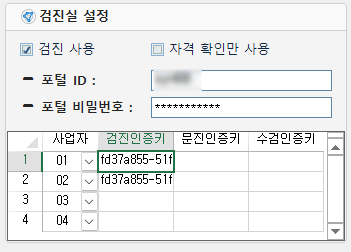 검진실 설정
검진 사용 자격 확인만 사용
포털 ID :
포털 비밀번호 : ***********
사업자 검진인증키 문진인증키 수검인증키
1 01 fd37a855-51f
2 02 fd37a855-51f
3 03
4 04